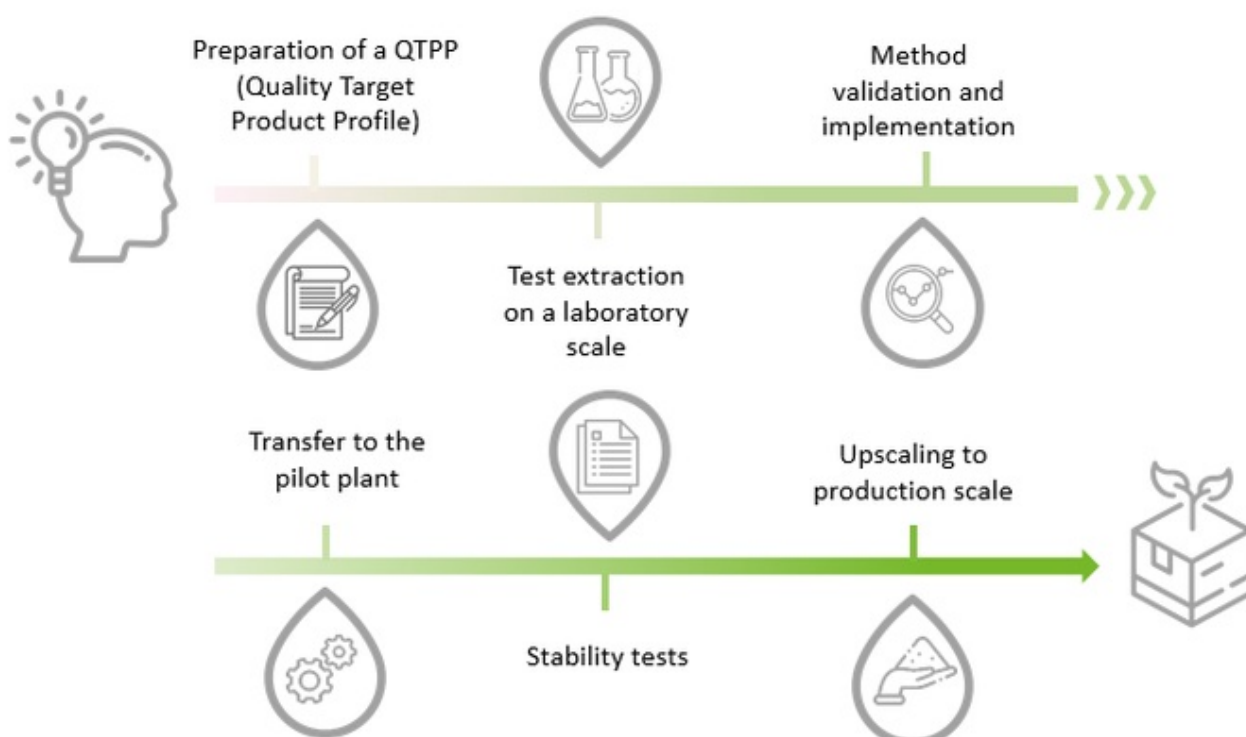 Preparation of a QTPP
(Quality Target
Product Profile)
Test extraction
on a laboratory
scale
Method
validation and
implementation
Transfer to the
pilot plant
Stability tests
Upscaling to
production scale